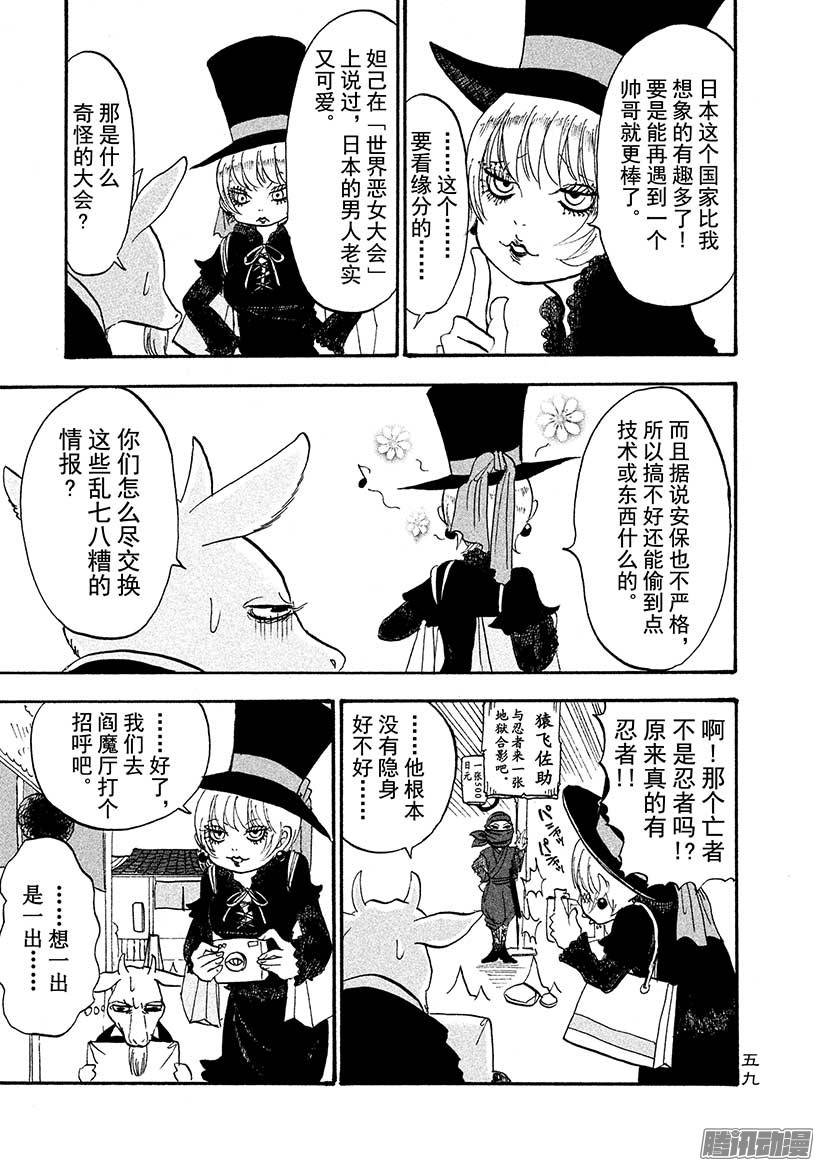 日本这个国家比我
想象的有趣多了！
要是能再遇到一个
帅哥就更棒了。
……这个……
要看缘分的……
妲己在「世界恶女大会」
上说过，日本的男人老实
又可爱。
那是什么
奇怪的大会？
而且据说安保也不严格，
所以搞不好还能偷到点
技术或东西什么的。
你们怎么尽交换
这些乱七八糟的
情报？
啊！那个亡者
不是忍者吗！？
原来真的有
忍者！！
猿飞佐助
与忍者来一张
地狱合影吧。
一张500
日元
パシャッ
パシャッ
……他根本
没有隐身
好不好……
……好了，
我们去
阎魔厅打个
招呼吧。
……想一出
是一出……
五九
腾讯动漫